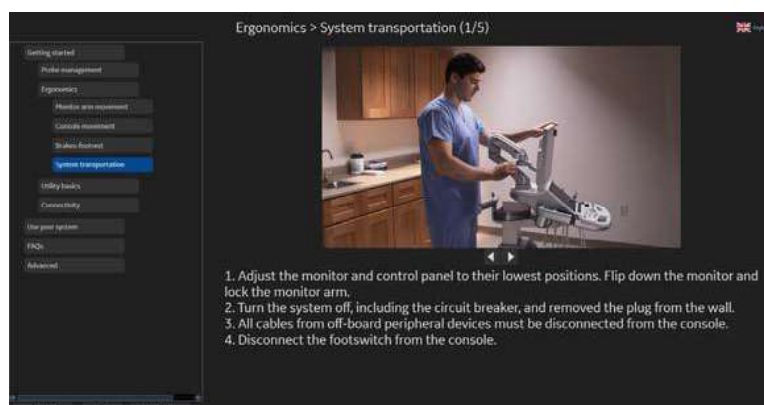 Ergonomics > System transportation (1/5)
Getting started
Probe management
Ergonomics
Monitor arm movement
Console movement
Brakes-footrest
System transportation
Utility basics
Connectivity
Use your system
FAQs
Advanced
1. Adjust the monitor and control panel to their lowest positions. Flip down the monitor and
lock the monitor arm.
2. Turn the system off, including the circuit breaker, and removed the plug from the wall.
3. All cables from off-board peripheral devices must be disconnected from the console.
4. Disconnect the footswitch from the console.